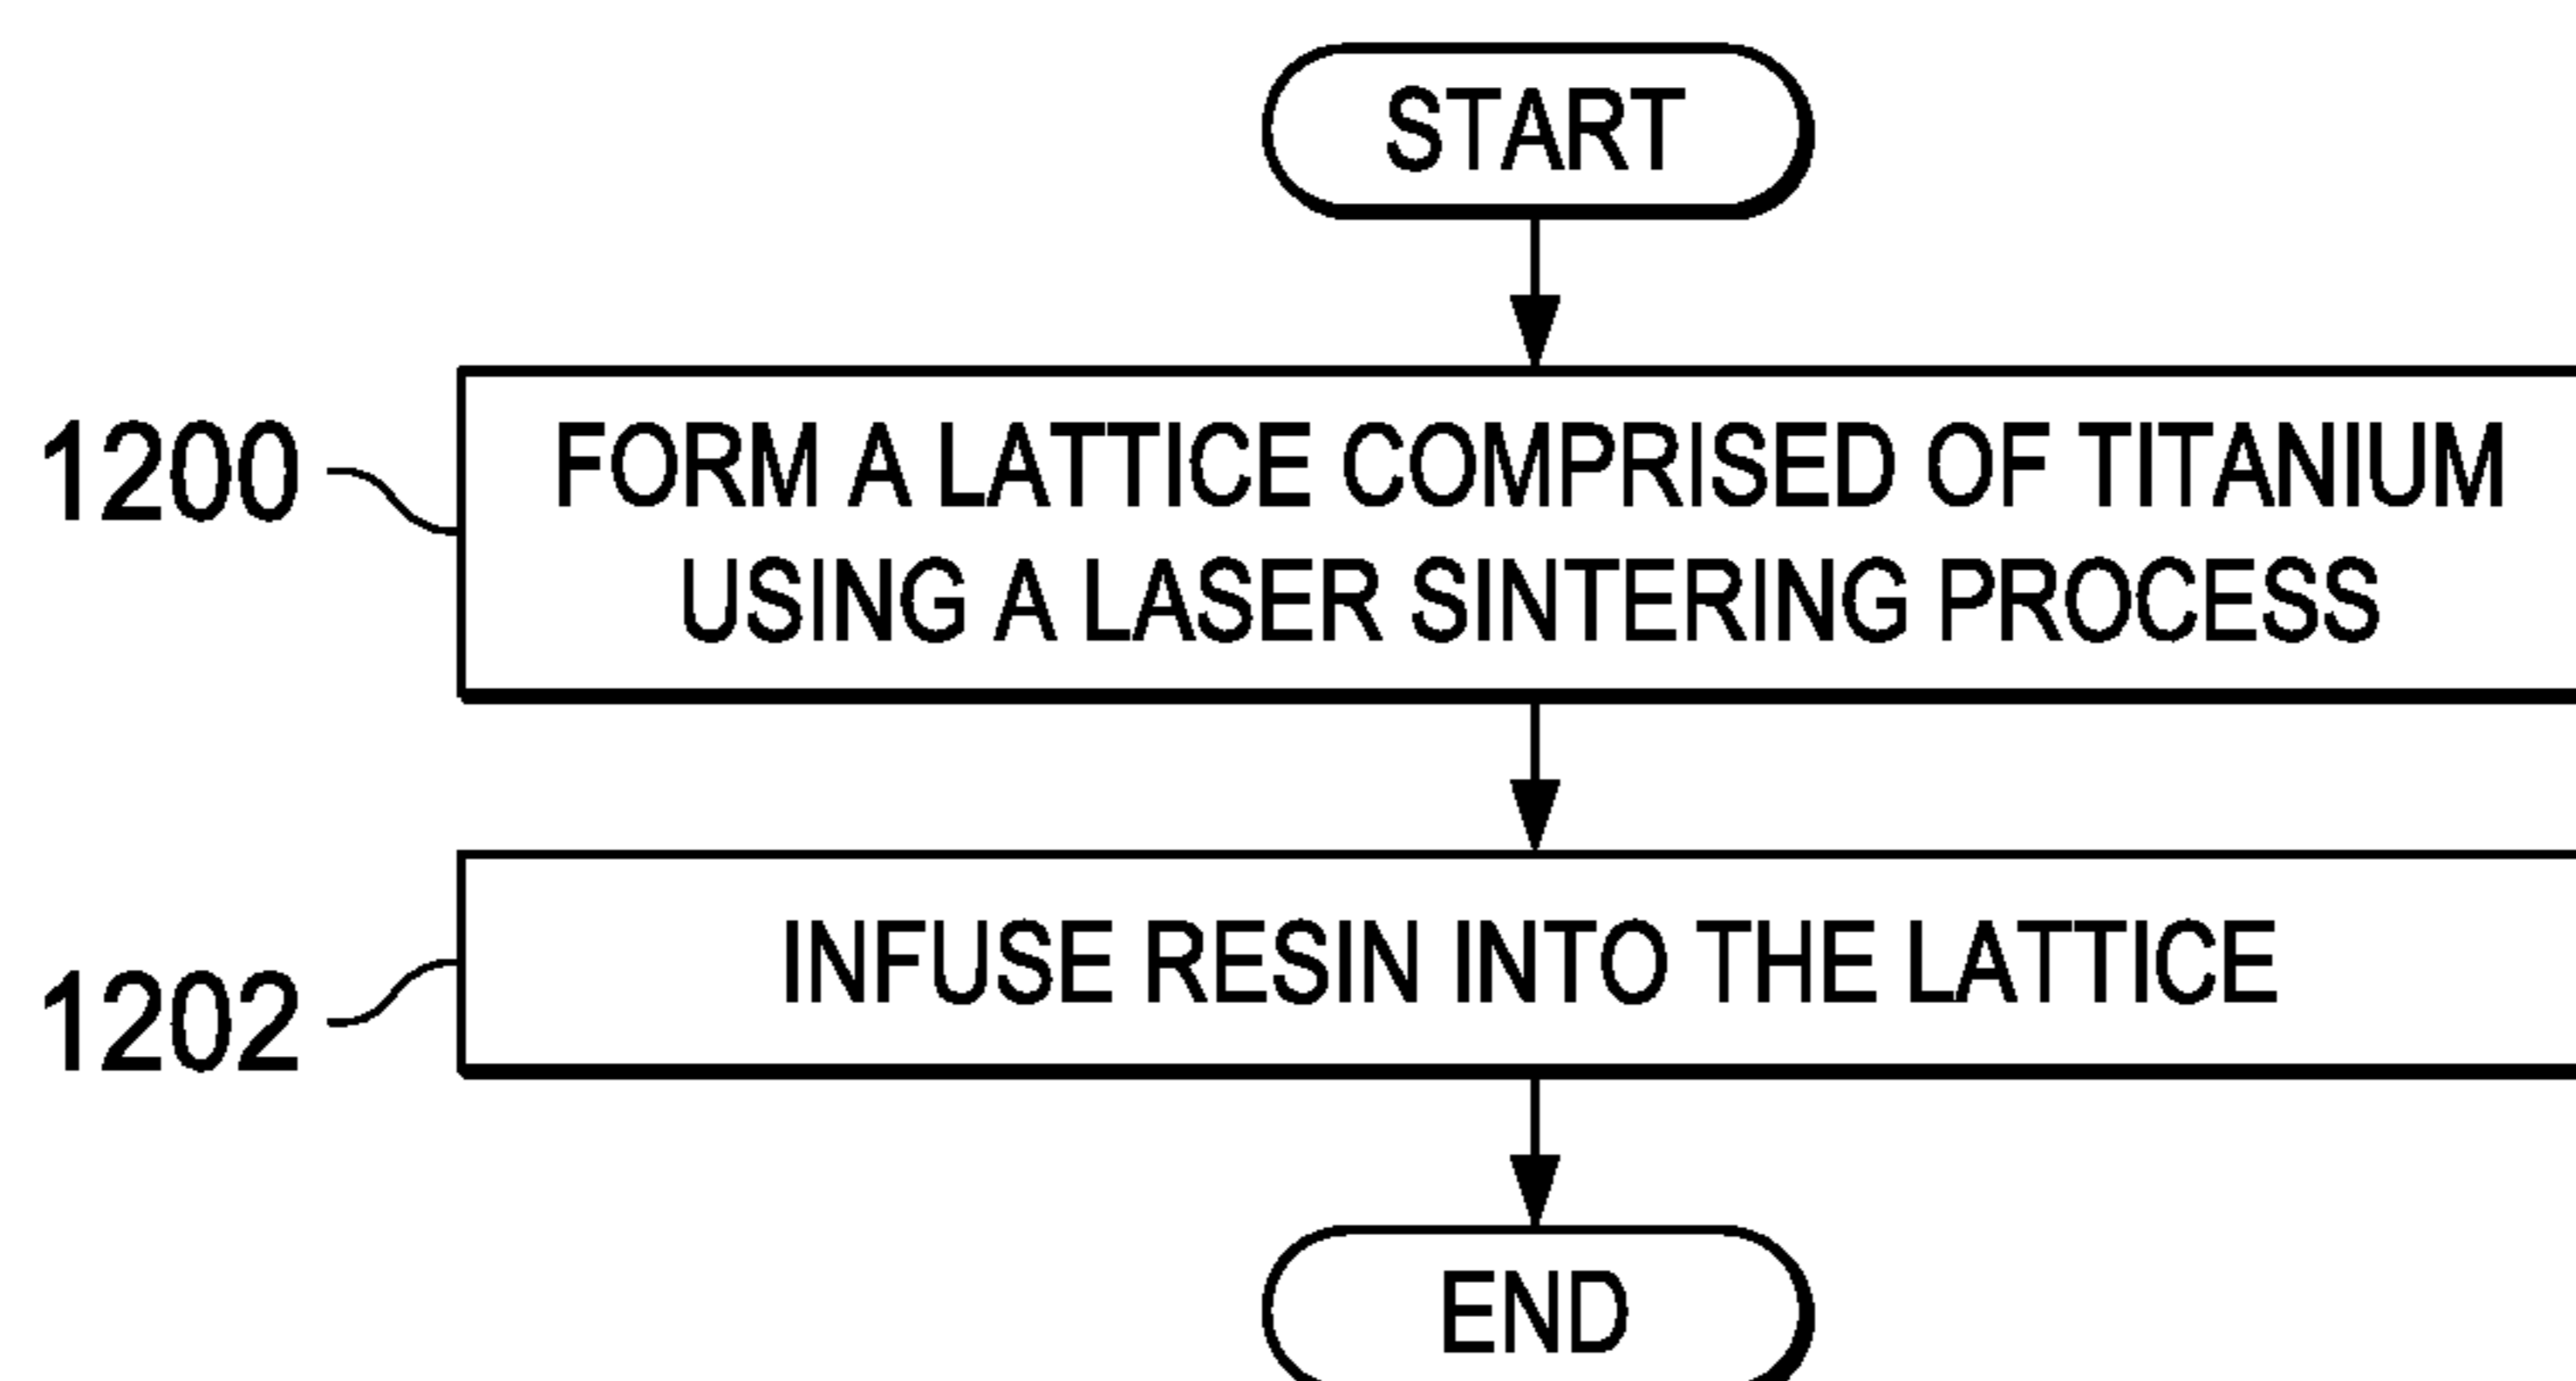 START
1200
FORM A LATTICE COMPRISED OF TITANIUM
USING A LASER SINTERING PROCESS
1202
INFUSE RESIN INTO THE LATTICE
END